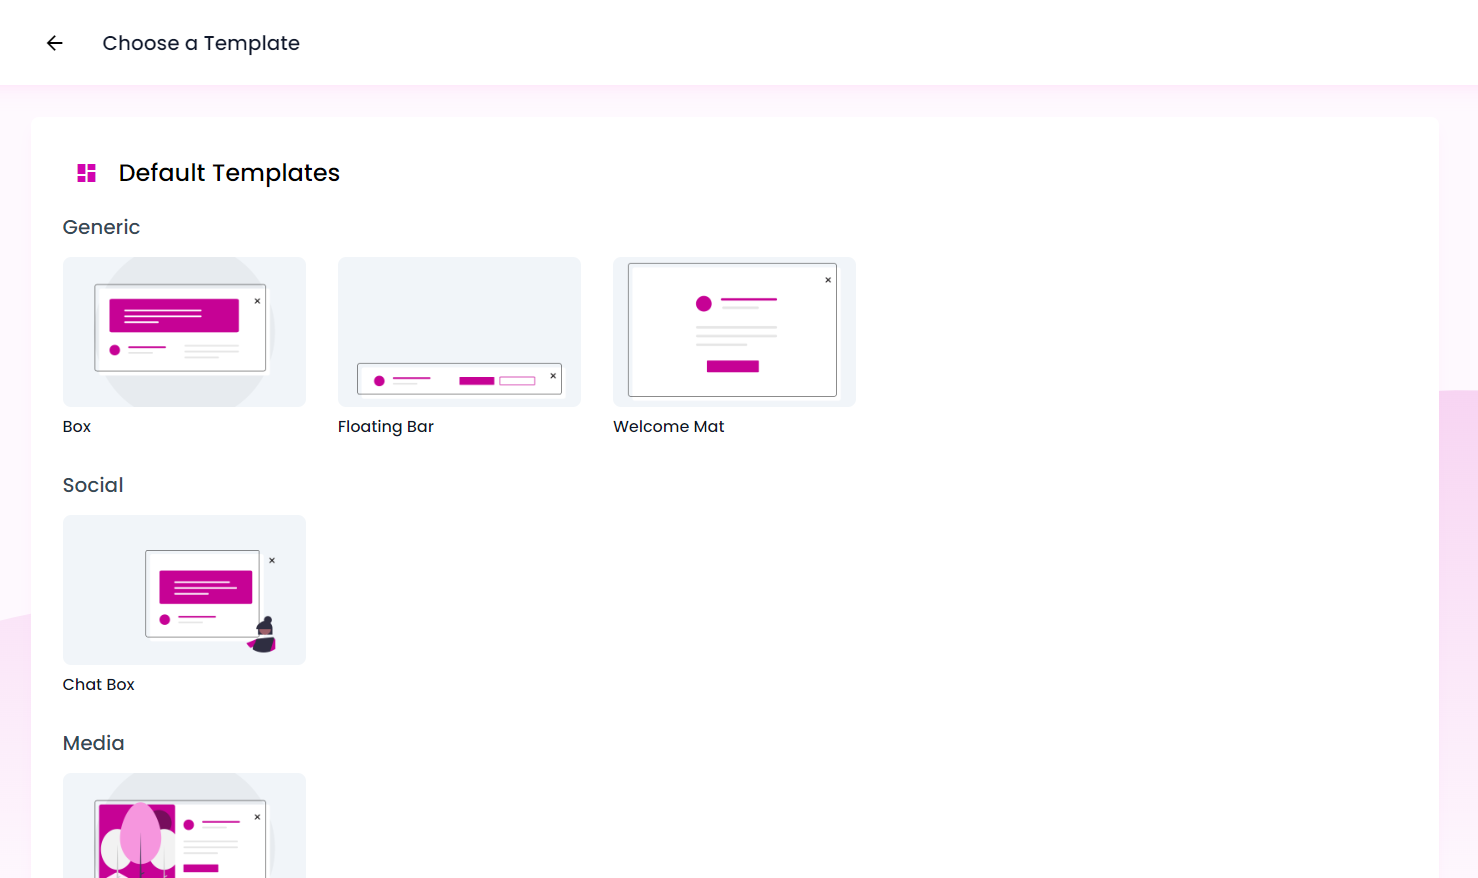 Choose a Template
Default Templates
Generic
Box
Floating Bar
Welcome Mat
Social
Chat Box
Media